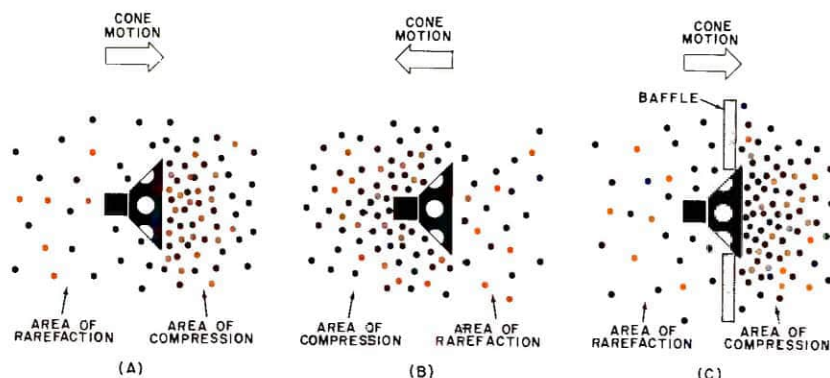 CONE
MOTION
AREA OF
RAREFACTION
AREA OF
COMPRESSION
(A)
CONE
MOTION
AREA OF
COMPRESSION
AREA OF
RAREFACTION
(B)
CONE
MOTION
BAFFLE
AREA OF
RAREFACTION
AREA OF
COMPRESSION
(C)